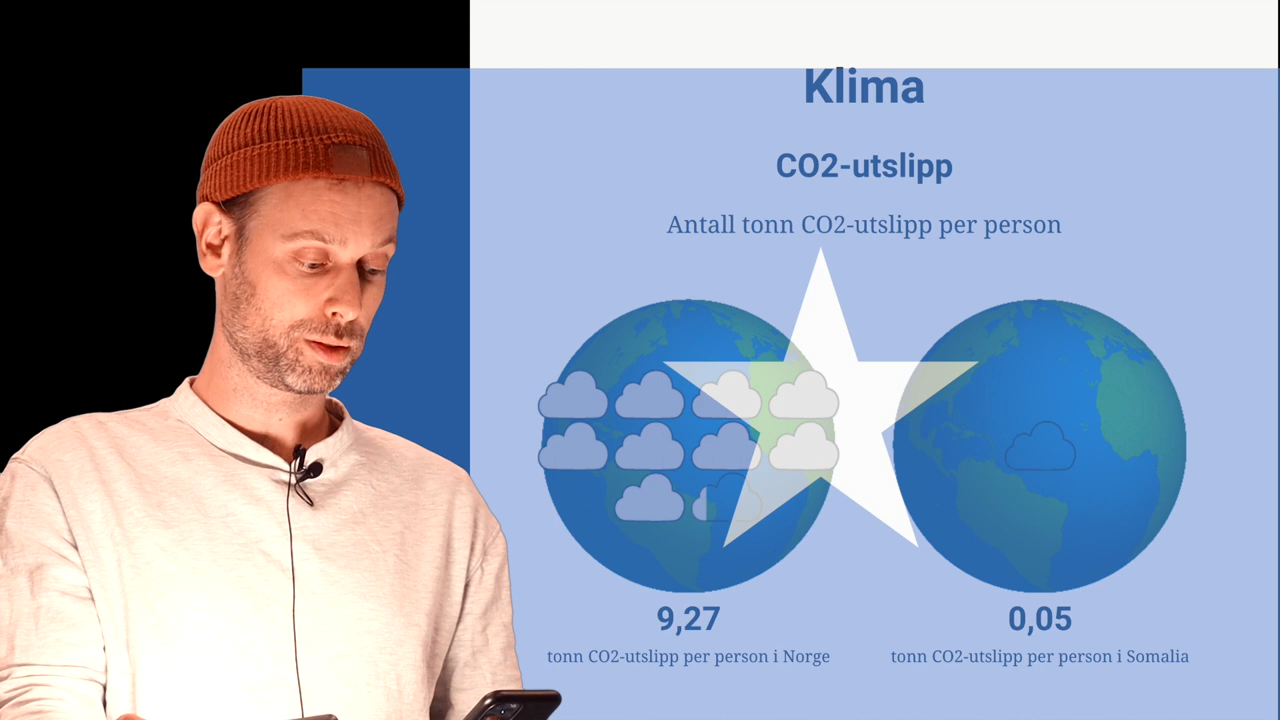 Klima
CO2-utslipp
Antall tonn CO2-utslipp per person
9,27
tonn CO2-utslipp per person i Norge
0,05
tonn CO2-utslipp per person i Somalia